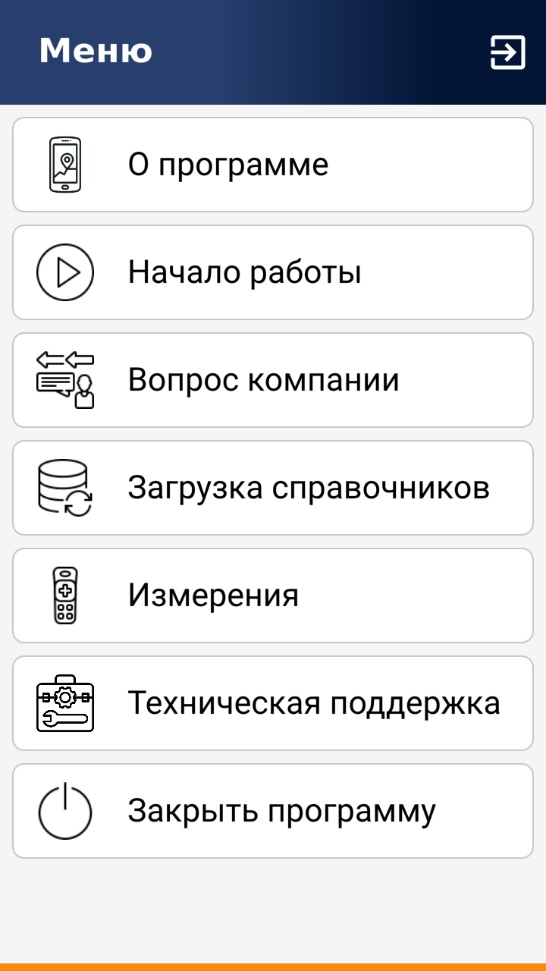 Меню
О программе
Начало работы
Вопрос компании
Загрузка справочников
Измерения
Техническая поддержка
Закрыть программу